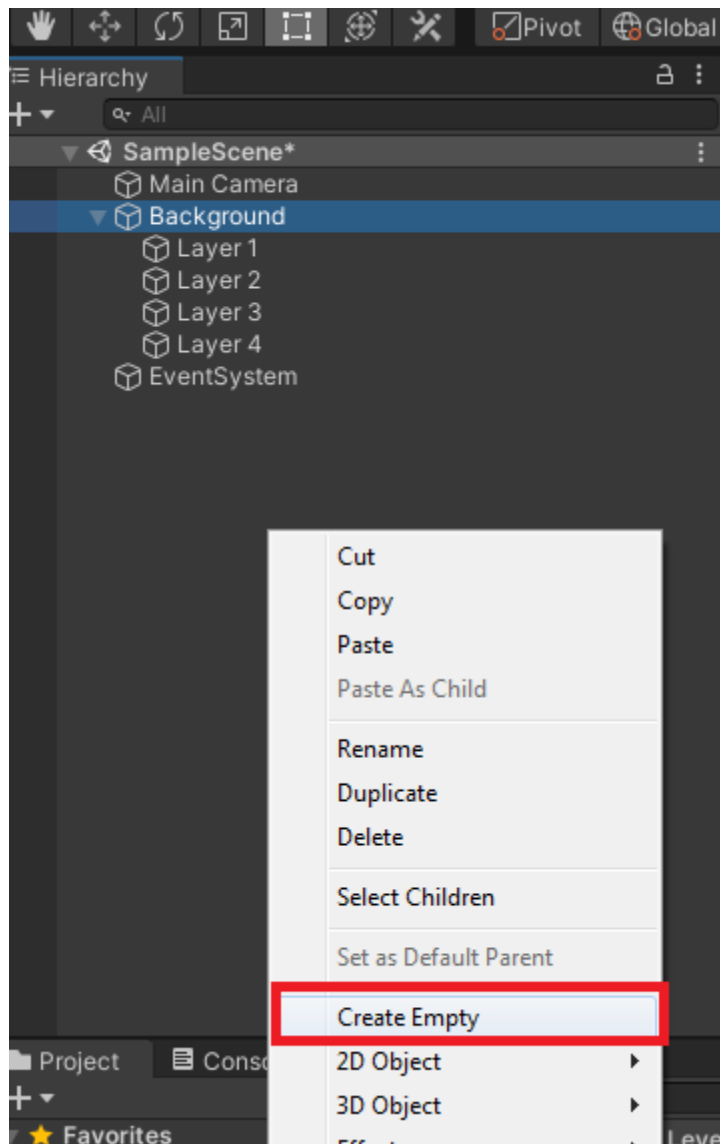 Pivot Global
Hierarchy
All
SampleScene*
Main Camera
Background
Layer 1
Layer 2
Layer 3
Layer 4
EventSystem
Cut
Copy
Paste
Paste As Child
Rename
Duplicate
Delete
Select Children
Set as Default Parent
Create Empty
Project
2D Object
3D Object
Favorites